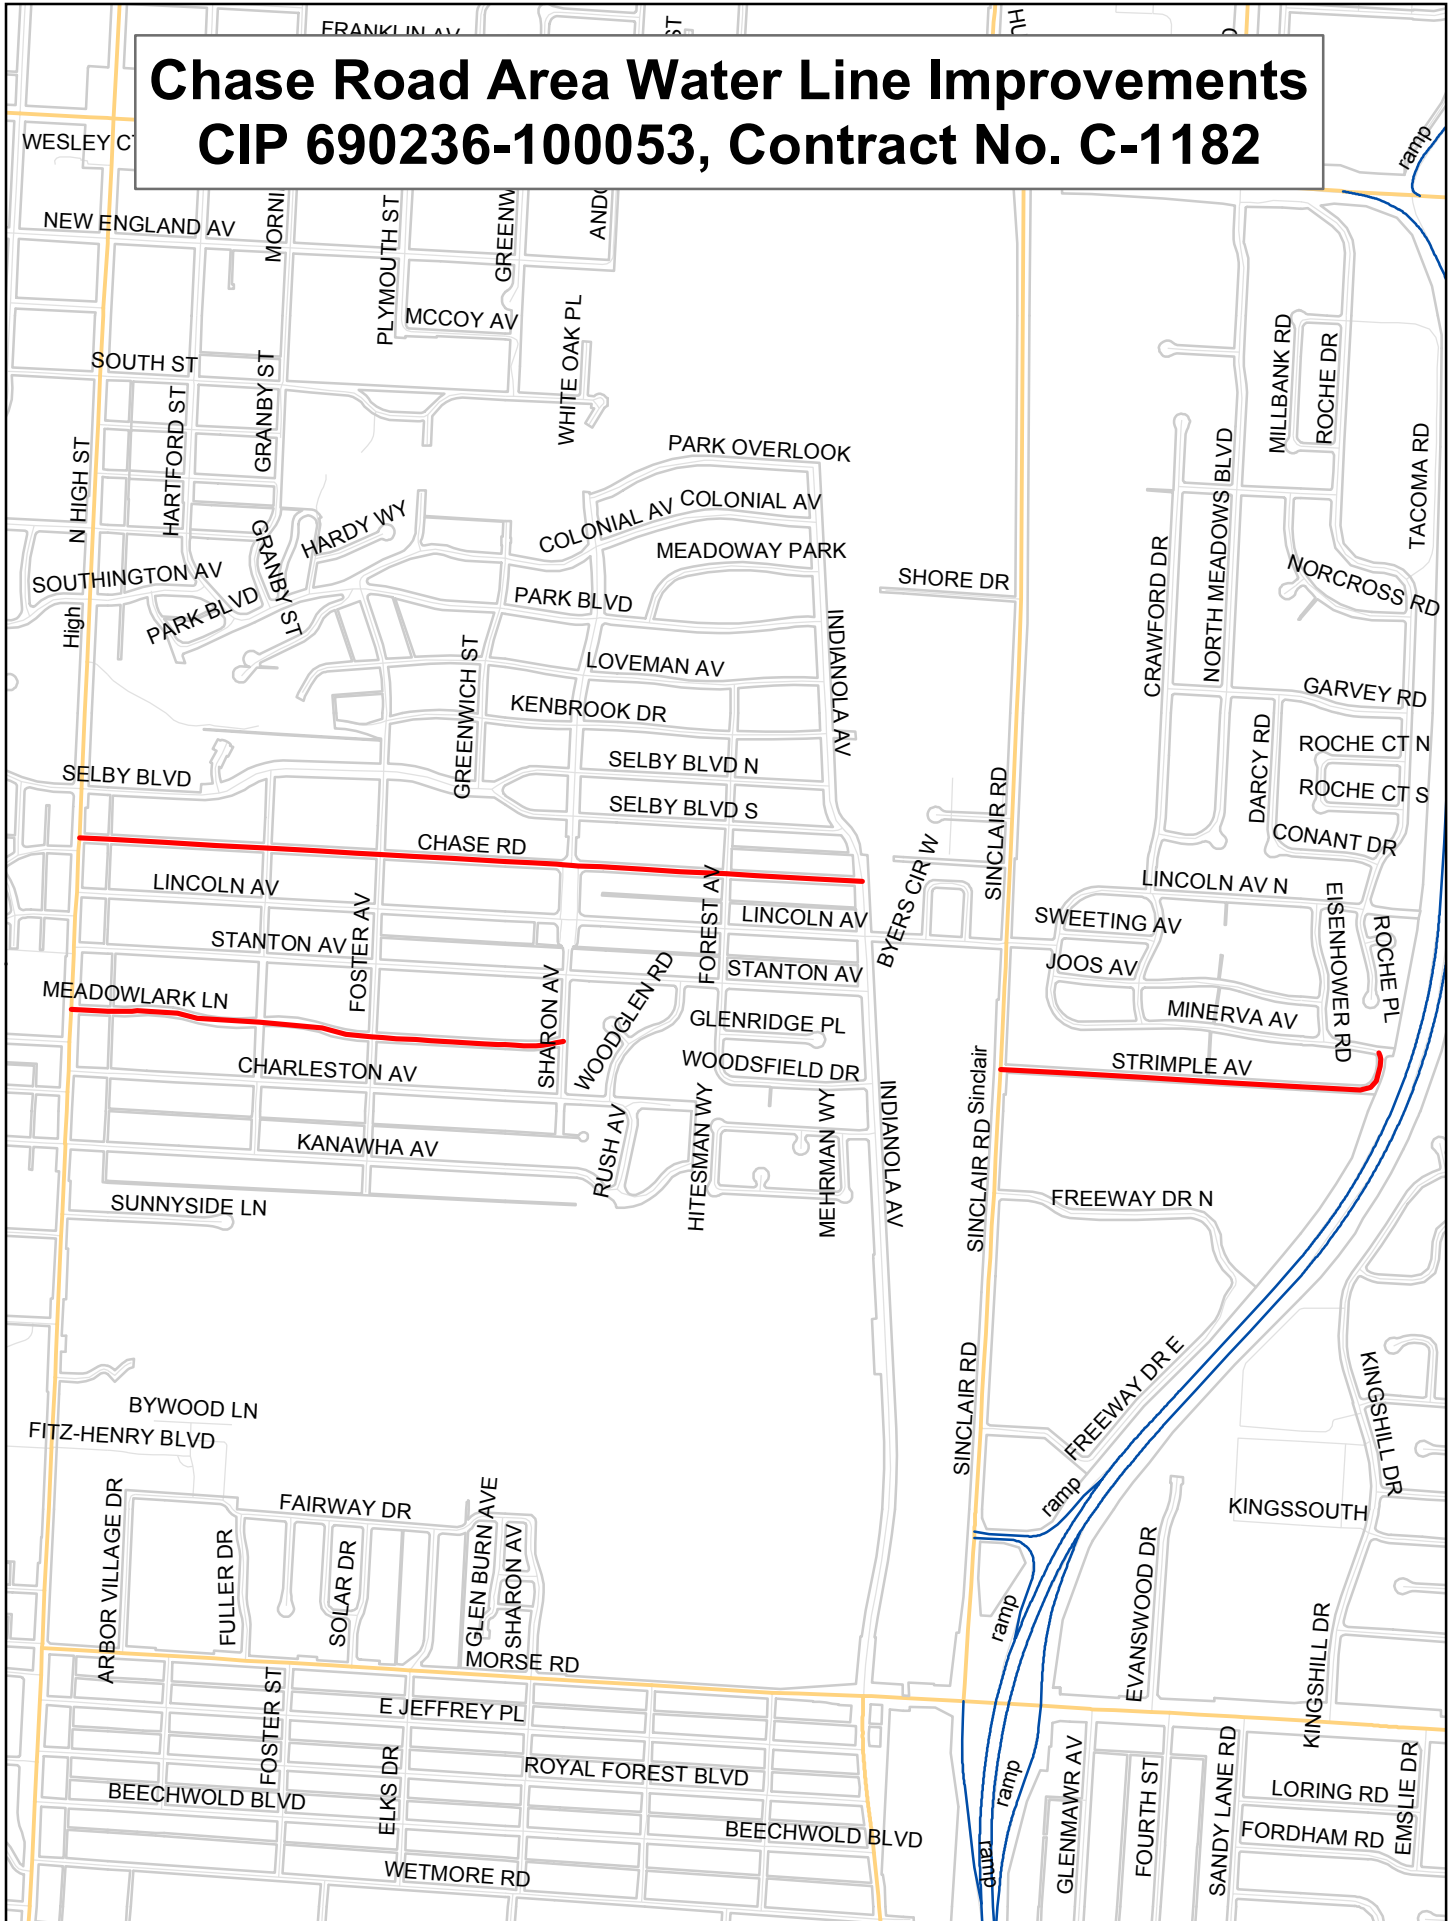 FRANKLIN AV
Chase Road Area Water Line Improvements
CIP 690236-100053, Contract No. C-1182
ramp
NEW ENGLAND AV
PLYMOUTH ST
MCCOY AV
WHITE OAK PL
SOUTH ST
HARTFORD ST
GRANBY ST
N HIGH ST
MILLBANK RD
ROCHE DR
TACOMA RD
PARK OVERLOOK
COLONIAL AV
COLONIAL AV
HARDY WY
GRANBY ST
MEADOWAY PARK
SOUTHINGTON AV
PARK BLVD
High
PARK BLVD
SHORE DR
CRAWFORD DR
NORTH MEADOWS BLVD
NORCROSS RD
INDIANOLA AV
LOVEMAN AV
GREENWICH ST
KENBROOK DR
GARVEY RD
DARCY RD
ROCHE CT N
ROCHE CT S
SELBY BLVD
SELBY BLVD N
SELBY BLVD S
SINCLAIR RD
CONANT DR
CHASE RD
BYERS CIR W
LINCOLN AV
LINCOLN AV
LINCOLN AV N
FOREST AV
FOSTER AV
SWEETING AV
EISENHOWER RD
ROCHE PL
STANTON AV
STANTON AV
JOOS AV
MEADOWLARK LN
SHARON AV
WOODGLEN RD
GLENRIDGE PL
MINERVA AV
WOODSFIELD DR
CHARLESTON AV
STRIMPLE AV
Sinclair
SINCLAIR RD
INDIANOLA AV
KANAWHA AV
RUSH AV
HITESMAN WY
MEHRMAN WY
SUNNYSIDE LN
FREEWAY DR N
FREEWAY DR E
SINCLAIR RD
KINGSHILL DR
BYWOOD LN
FITZ-HENRY BLVD
ARBOR VILLAGE DR
FAIRWAY DR
FULLER DR
SOLAR DR
GLEN BURN AVE
SHARON AV
ramp
KINGSSOUTH
EVANSWOOD DR
ramp
KINGSHILL DR
MORSE RD
FOSTER ST
E JEFFREY PL
ELKS DR
ROYAL FOREST BLVD
BEECHWOLD BLVD
BEECHWOLD BLVD
WETMORE RD
ramp
ramp
GLENMAWR AV
FOURTH ST
SANDY LANE RD
LORING RD
FORDHAM RD
EMSLIE DR